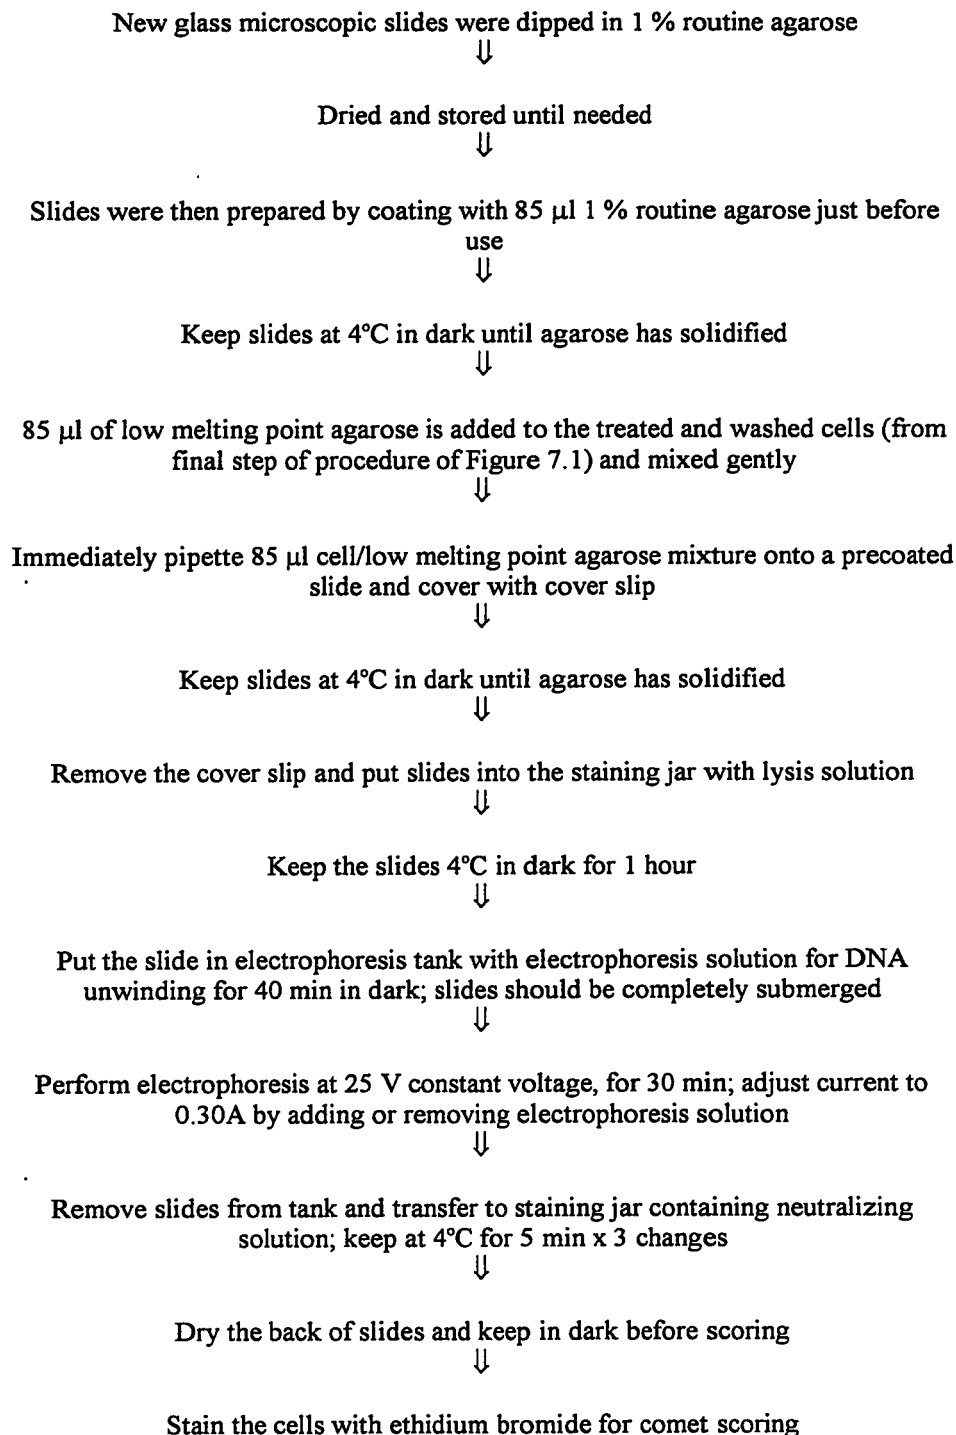 New glass microscopic slides were dipped in 1 % routine agarose
⇓
Dried and stored until needed
⇓
Slides were then prepared by coating with 85 µl 1 % routine agarose just before
use
⇓
Keep slides at 4°C in dark until agarose has solidified
⇓
85 µl of low melting point agarose is added to the treated and washed cells (from
final step of procedure of Figure 7.1) and mixed gently
⇓
Immediately pipette 85 µl cell/low melting point agarose mixture onto a precoated
slide and cover with cover slip
⇓
Keep slides at 4°C in dark until agarose has solidified
⇓
Remove the cover slip and put slides into the staining jar with lysis solution
⇓
Keep the slides 4°C in dark for 1 hour
⇓
Put the slide in electrophoresis tank with electrophoresis solution for DNA
unwinding for 40 min in dark; slides should be completely submerged
⇓
Perform electrophoresis at 25 V constant voltage, for 30 min; adjust current to
0.30A by adding or removing electrophoresis solution
⇓
Remove slides from tank and transfer to staining jar containing neutralizing
solution; keep at 4°C for 5 min x 3 changes
⇓
Dry the back of slides and keep in dark before scoring
⇓
Stain the cells with ethidium bromide for comet scoring